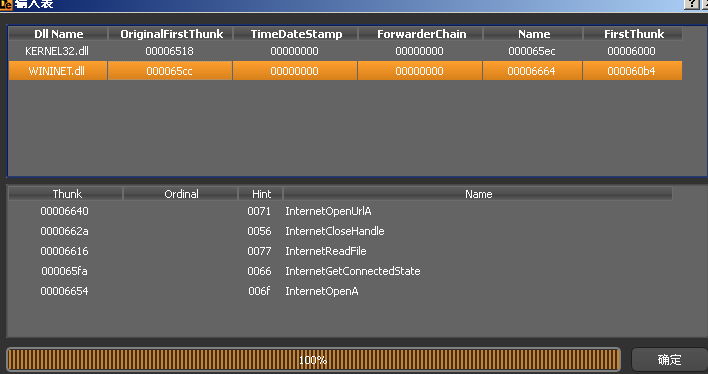 De 输入表 ?
Dll Name OriginalFirstThunk TimeDateStamp ForwarderChain Name FirstThunk
KERNEL32.dll 00006518 00000000 00000000 000065ec 00006000
WININET.dll 000065cc 00000000 00000000 00006664 000060b4
Thunk Ordinal Hint Name
00006640 0071 InternetOpenUrlA
0000662a 0056 InternetCloseHandle
00006616 0077 InternetReadFile
000065fa 0066 InternetGetConnectedState
00006654 006f InternetOpenA
100% 确定